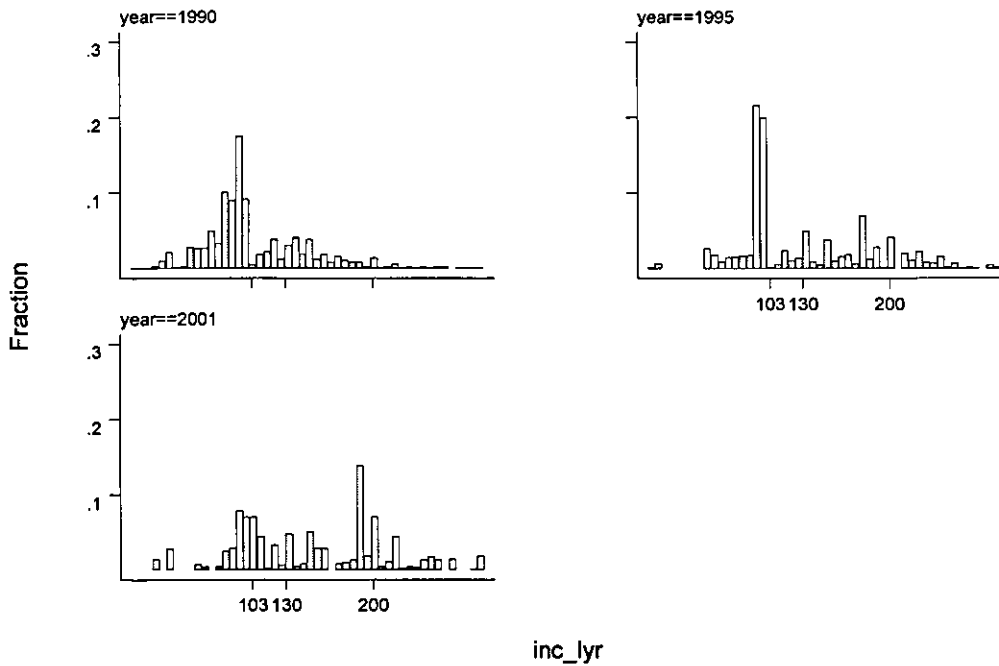 year==1990
year==1995
.3
.2
.1
103 130 200
year==2001
.3
.2
.1
103 130 200
Fraction
inc_lyr